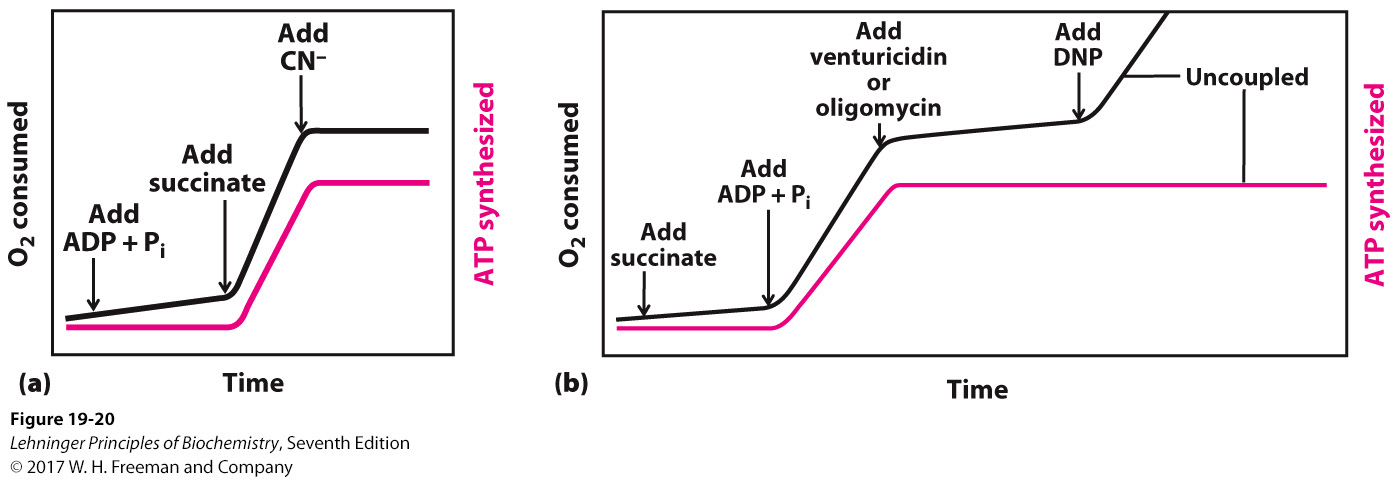 O2 consumed
Add
ADP + Pi
Add
succinate
Add
CN–
ATP synthesized
(a)
Time
O2 consumed
Add
succinate
Add
ADP + Pi
Add
venturicidin
or
oligomycin
Add
DNP
Uncoupled
ATP synthesized
(b)
Time
Figure 19-20
Lehninger Principles of Biochemistry, Seventh Edition
© 2017 W. H. Freeman and Company